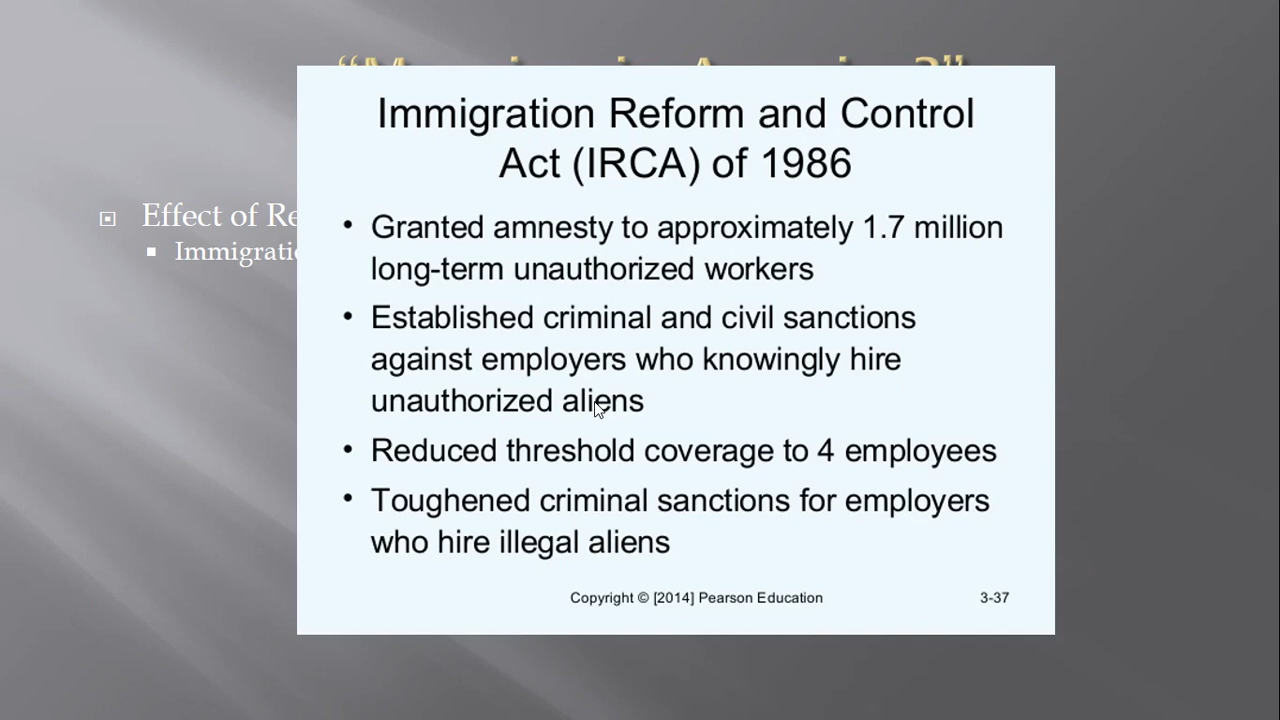 Immigration Reform and Control
Act (IRCA) of 1986
Effect of
Granted amnesty to approximately 1.7 million
long-term unauthorized workers
Established criminal and civil sanctions
against employers who knowingly hire
unauthorized aliens
• Reduced threshold coverage to 4 employees
• Toughened criminal sanctions for employers
who hire illegal aliens
Copyright © [2014] Pearson Education
3-37